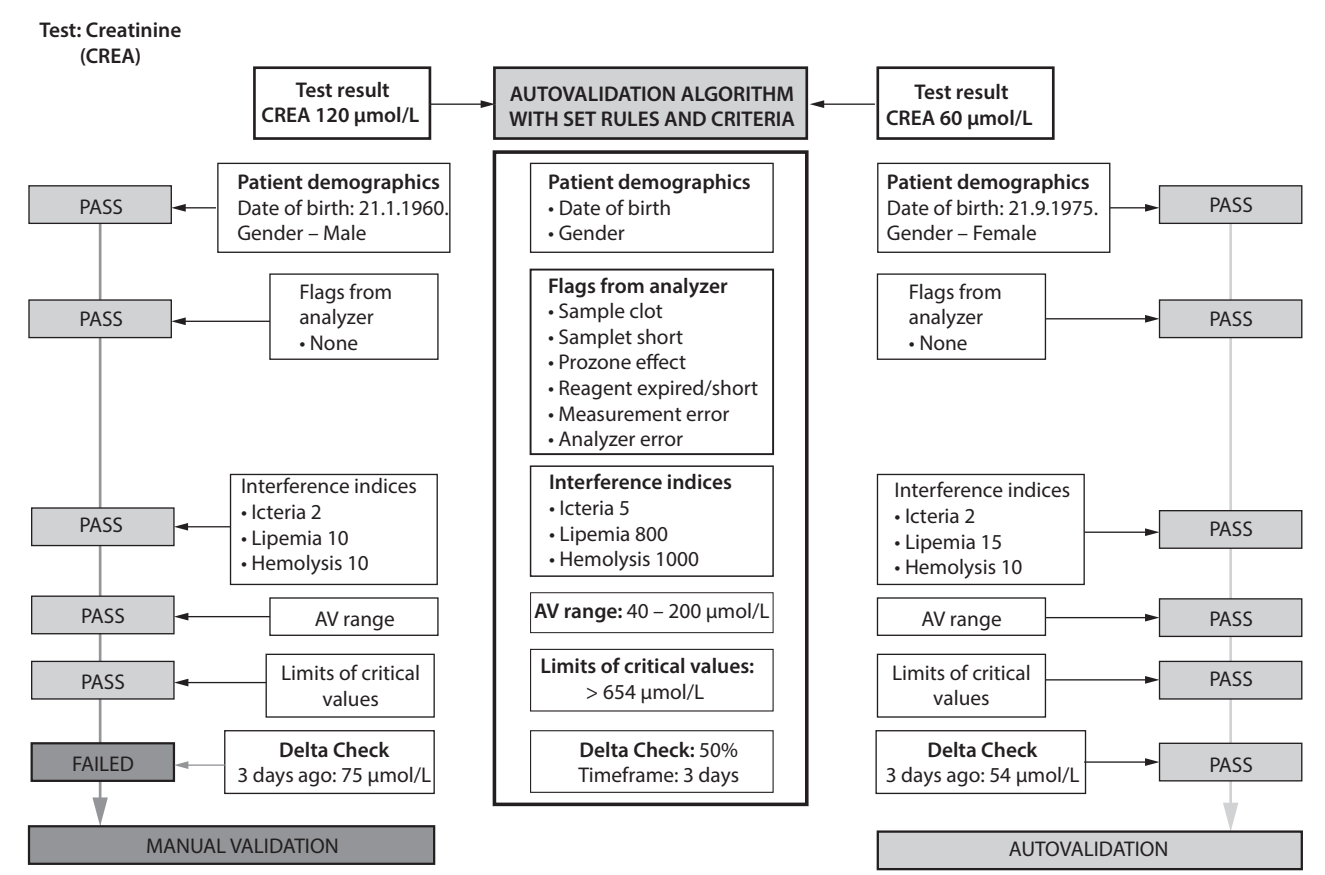 Test: Creatinine
(CREA)
Test result
CREA 120 µmol/L
AUTOVALIDATION ALGORITHM
WITH SET RULES AND CRITERIA
Test result
CREA 60 µmol/L
PASS
Patient demographics
Date of birth: 21.1.1960.
Gender – Male
Patient demographics
• Date of birth
• Gender
Patient demographics
Date of birth: 21.9.1975.
Gender – Female
PASS
PASS
Flags from
analyzer
• None
Flags from analyzer
• Sample clot
• Samplet short
• Prozone effect
• Reagent expired/short
• Measurement error
• Analyzer error
Flags from
analyzer
• None
PASS
PASS
Interference indices
• Icteria 2
• Lipemia 10
• Hemolysis 10
Interference indices
• Icteria 5
• Lipemia 800
• Hemolysis 1000
Interference indices
• Icteria 2
• Lipemia 15
• Hemolysis 10
PASS
PASS
AV range
AV range: 40 – 200 µmol/L
AV range
PASS
PASS
Limits of critical
values
Limits of critical values:
> 654 µmol/L
Limits of critical
values
PASS
FAILED
Delta Check
3 days ago: 75 µmol/L
Delta Check: 50%
Timeframe: 3 days
Delta Check
3 days ago: 54 µmol/L
PASS
MANUAL VALIDATION
AUTOVALIDATION